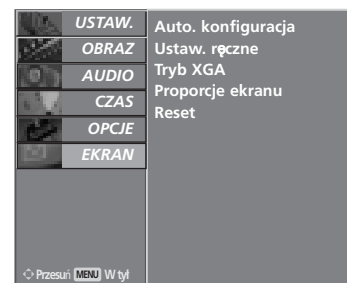 USTAW.
OBRAZ
AUDIO
CZAS
OPCJE
EKRAN
Auto. konfiguracja
Ustaw. ręczne
Tryb XGA
Proporcje ekranu
Reset
Przesuń MENU W tył